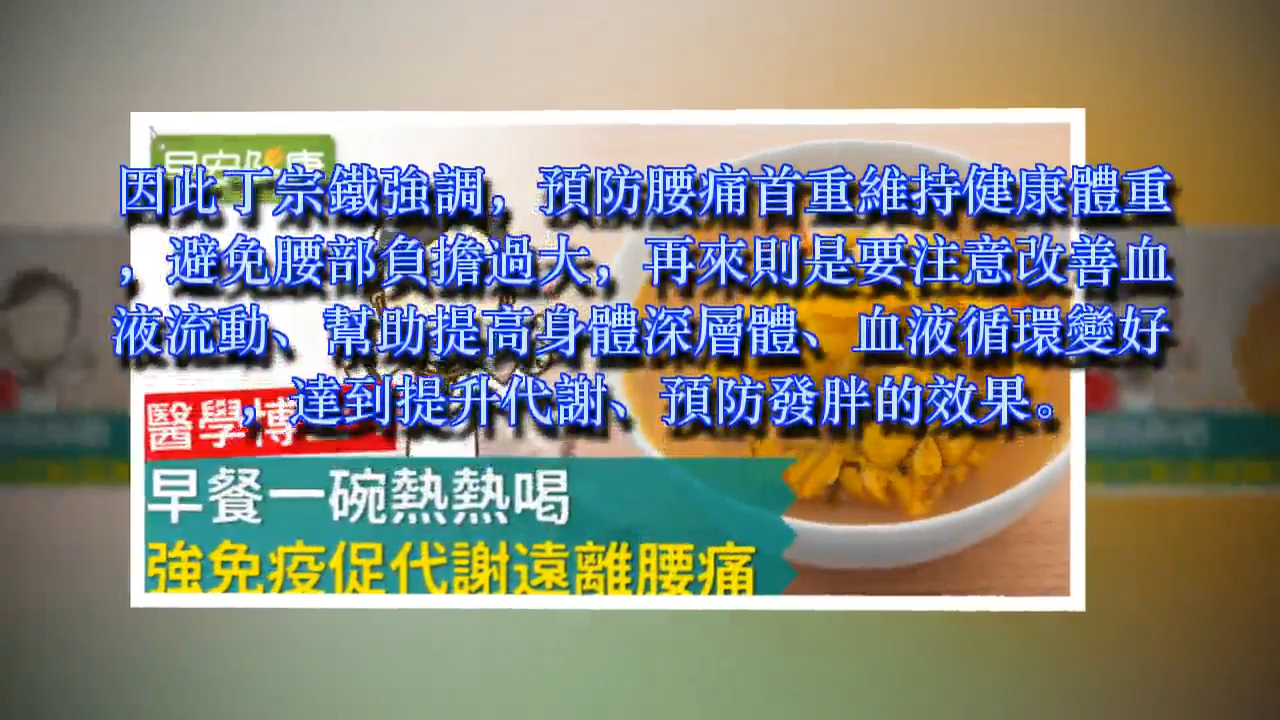 早安健康
因此丁宗鐵強調，預防腰痛首重維持健康體重
，避免腰部負擔過大，再來則是要注意改善血
液流動、幫助提高身體深層體、血液循環變好
，達到提升代謝、預防發胖的效果。
醫學博
早餐一碗熱熱喝
強免疫促代謝遠離腰痛